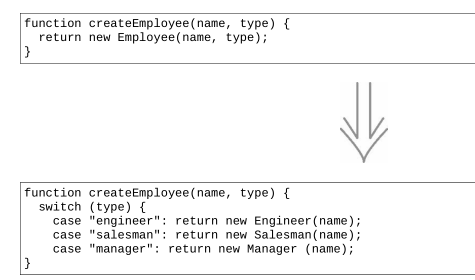 function createEmployee(name, type) {
  return new Employee(name, type);
}
function createEmployee(name, type) {
  switch (type) {
    case "engineer": return new Engineer(name);
    case "salesman": return new Salesman(name);
    case "manager": return new Manager (name);
}